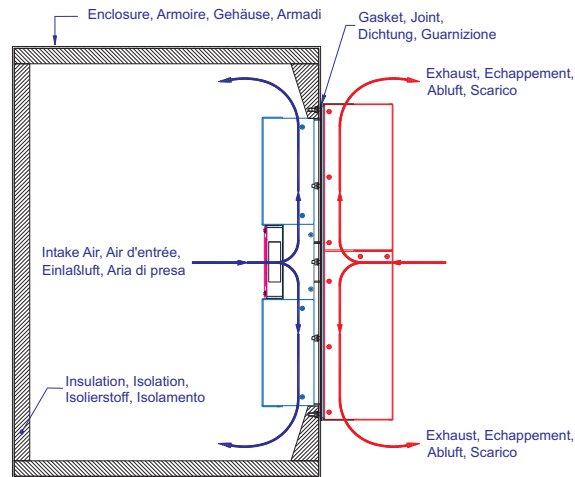 Enclosure, Armoire, Gehäuse, Armadi
Gasket, Joint,
Dichtung, Guarnizione
Exhaust, Echappement,
Abluft, Scarico
Intake Air, Air d'entrée,
Einlaßluft, Aria di presa
Insulation, Isolation,
Isolierstoff, Isolamento
Exhaust, Echappement,
Abluft, Scarico